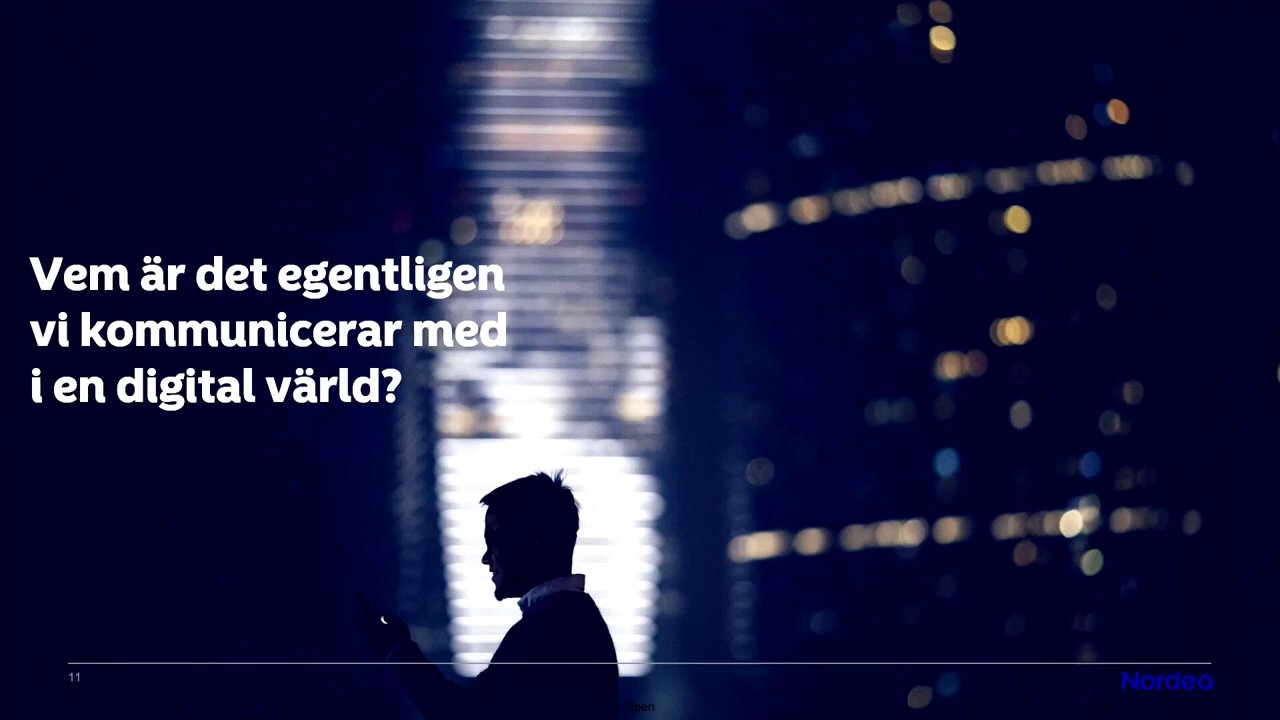 Vem är det egentligen
vi kommunicerar med
i en digital värld?
11
Nordea